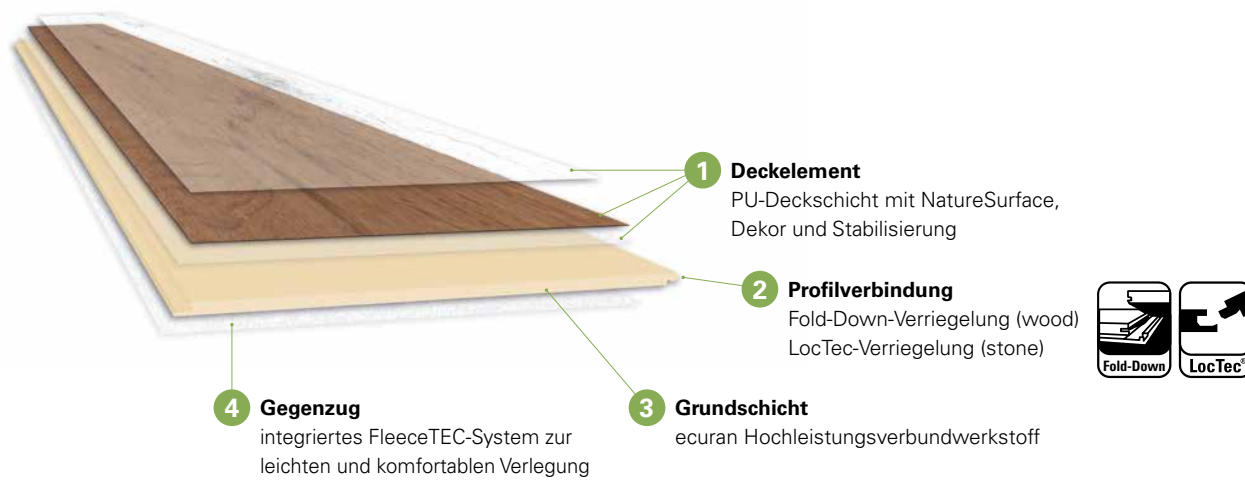 1 Deckelement
PU-Deckschicht mit NatureSurface,
Dekor und Stabilisierung
2 Profilverbindung
Fold-Down-Verriegelung (wood)
LocTec-Verriegelung (stone)
Fold-Down
LocTec®
4 Gegenzug
integriertes FleeceTEC-System zur
leichten und komfortablen Verlegung
3 Grundschicht
ecuran Hochleistungsverbundwerkstoff